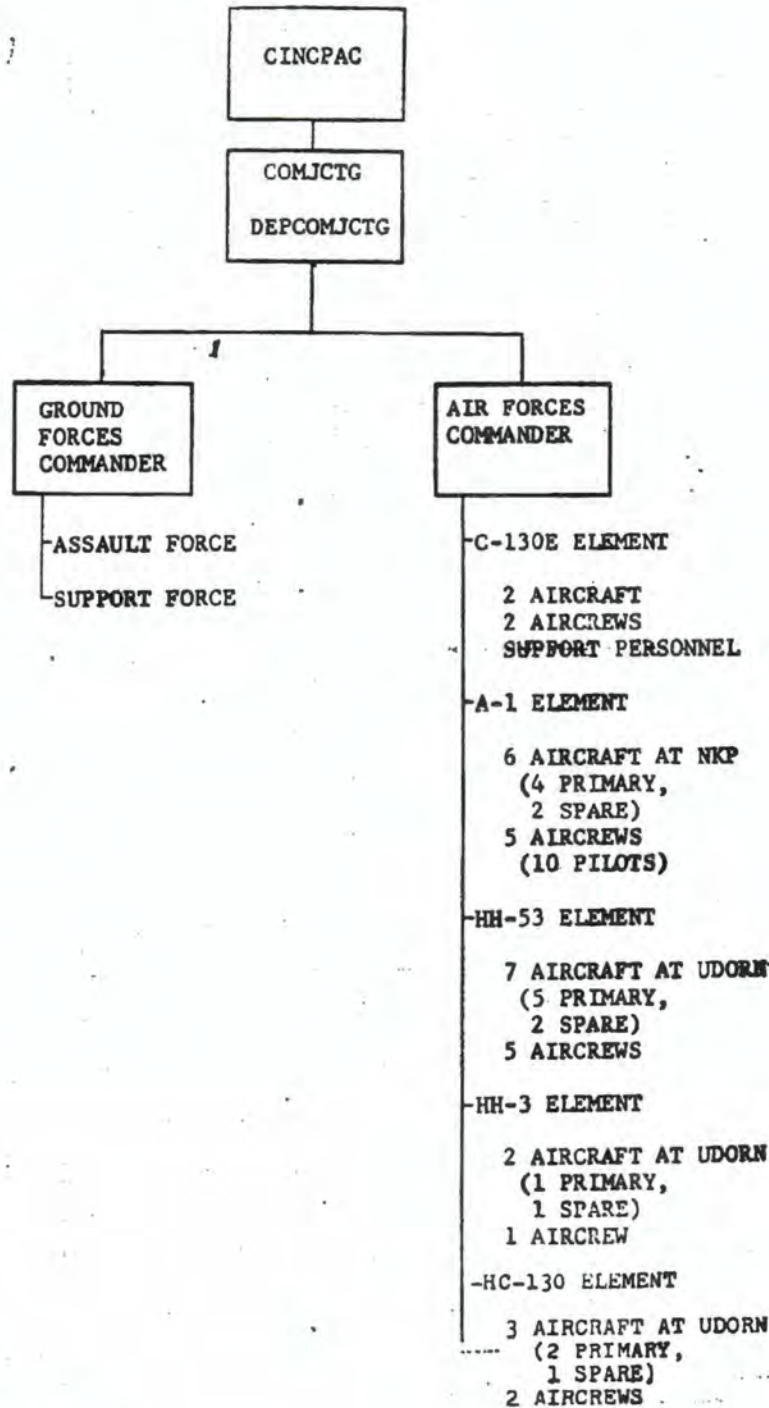 CINCPAC
COMJCTG
DEPCOMJCTG
1
GROUND
FORCES
COMMANDER
ASSAULT FORCE
SUPPORT FORCE
AIR FORCES
COMMANDER
C-130E ELEMENT
2 AIRCRAFT
2 AIRCREWS
SUPPORT PERSONNEL
A-1 ELEMENT
6 AIRCRAFT AT NKP
(4 PRIMARY,
2 SPARE)
5 AIRCREWS
(10 PILOTS)
HH-53 ELEMENT
7 AIRCRAFT AT UDORN
(5 PRIMARY,
2 SPARE)
5 AIRCREWS
HH-3 ELEMENT
2 AIRCRAFT AT UDORN
(1 PRIMARY,
1 SPARE)
1 AIRCREW
HC-130 ELEMENT
3 AIRCRAFT AT UDORN
(2 PRIMARY,
1 SPARE)
2 AIRCREWS